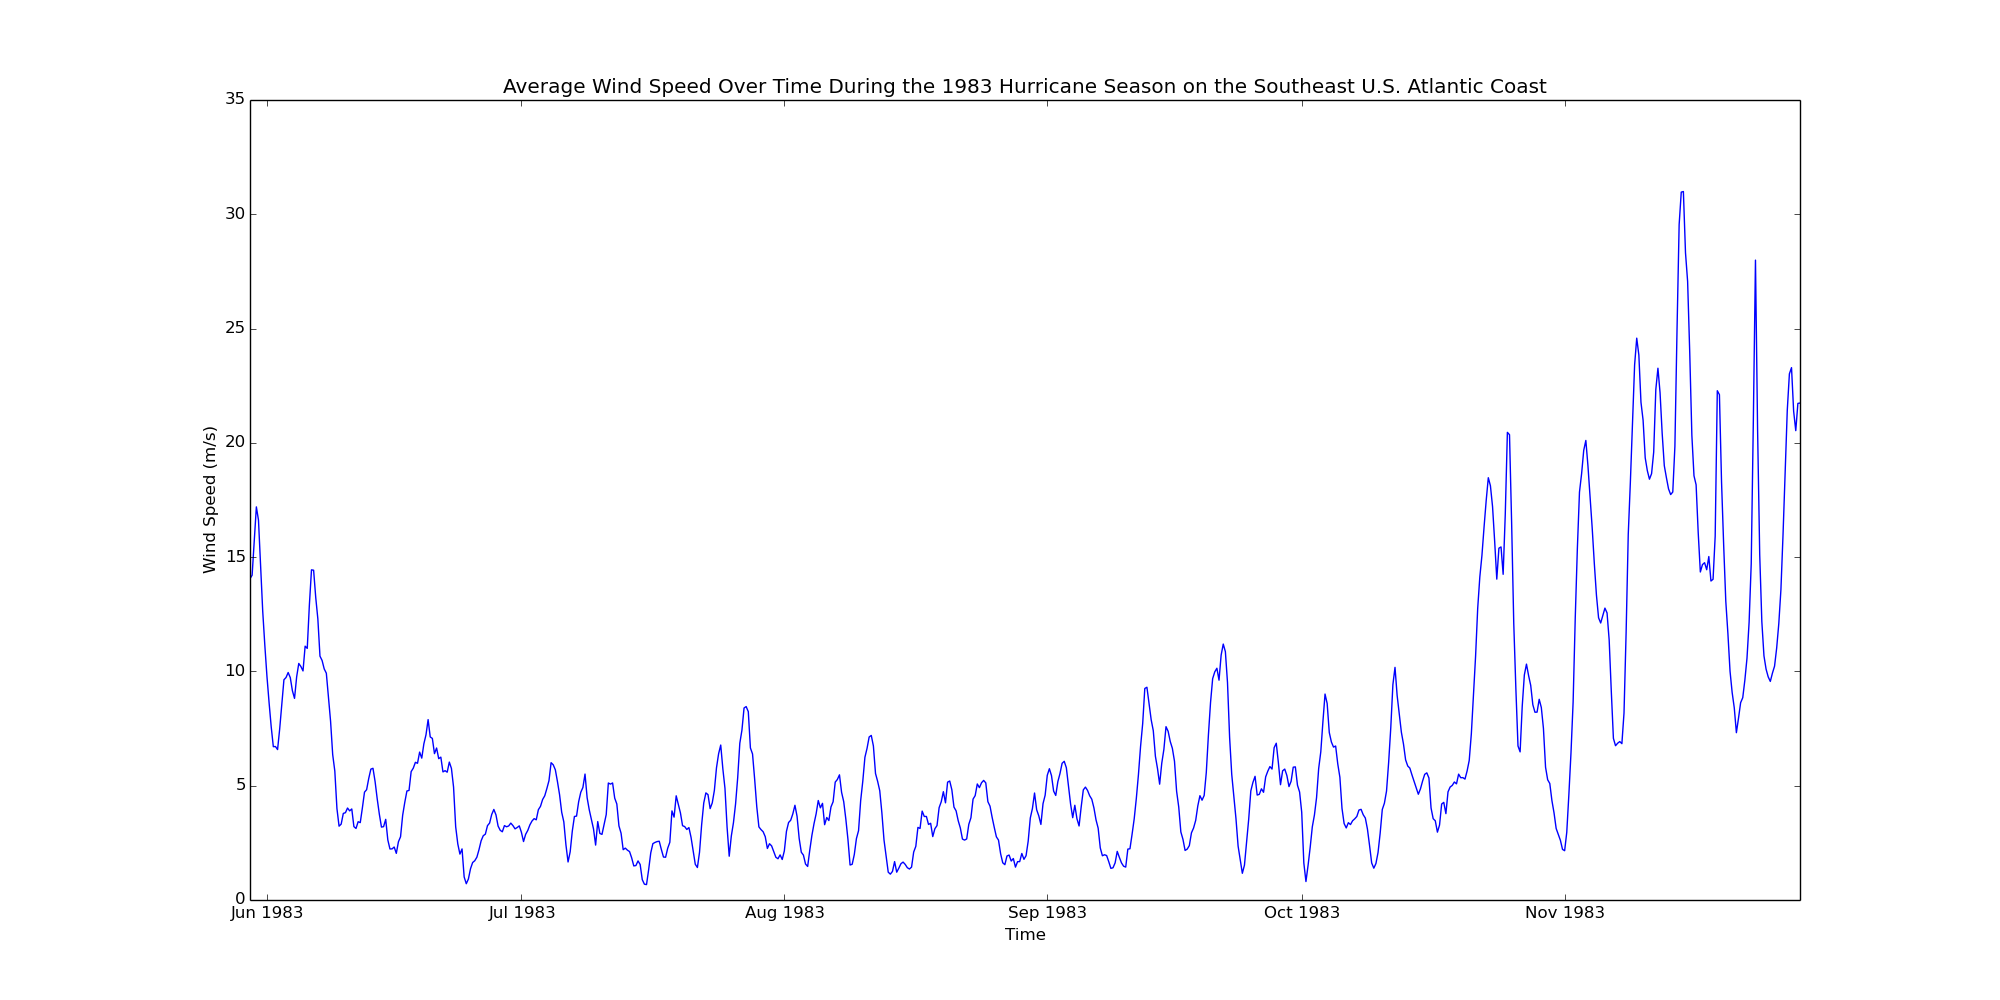 Average Wind Speed Over Time During the 1983 Hurricane Season on the Southeast U.S. Atlantic Coast
35
30
25
20
15
10
5
0
Wind Speed (m/s)
Jun 1983 Jul 1983 Aug 1983 Sep 1983 Oct 1983 Nov 1983
Time